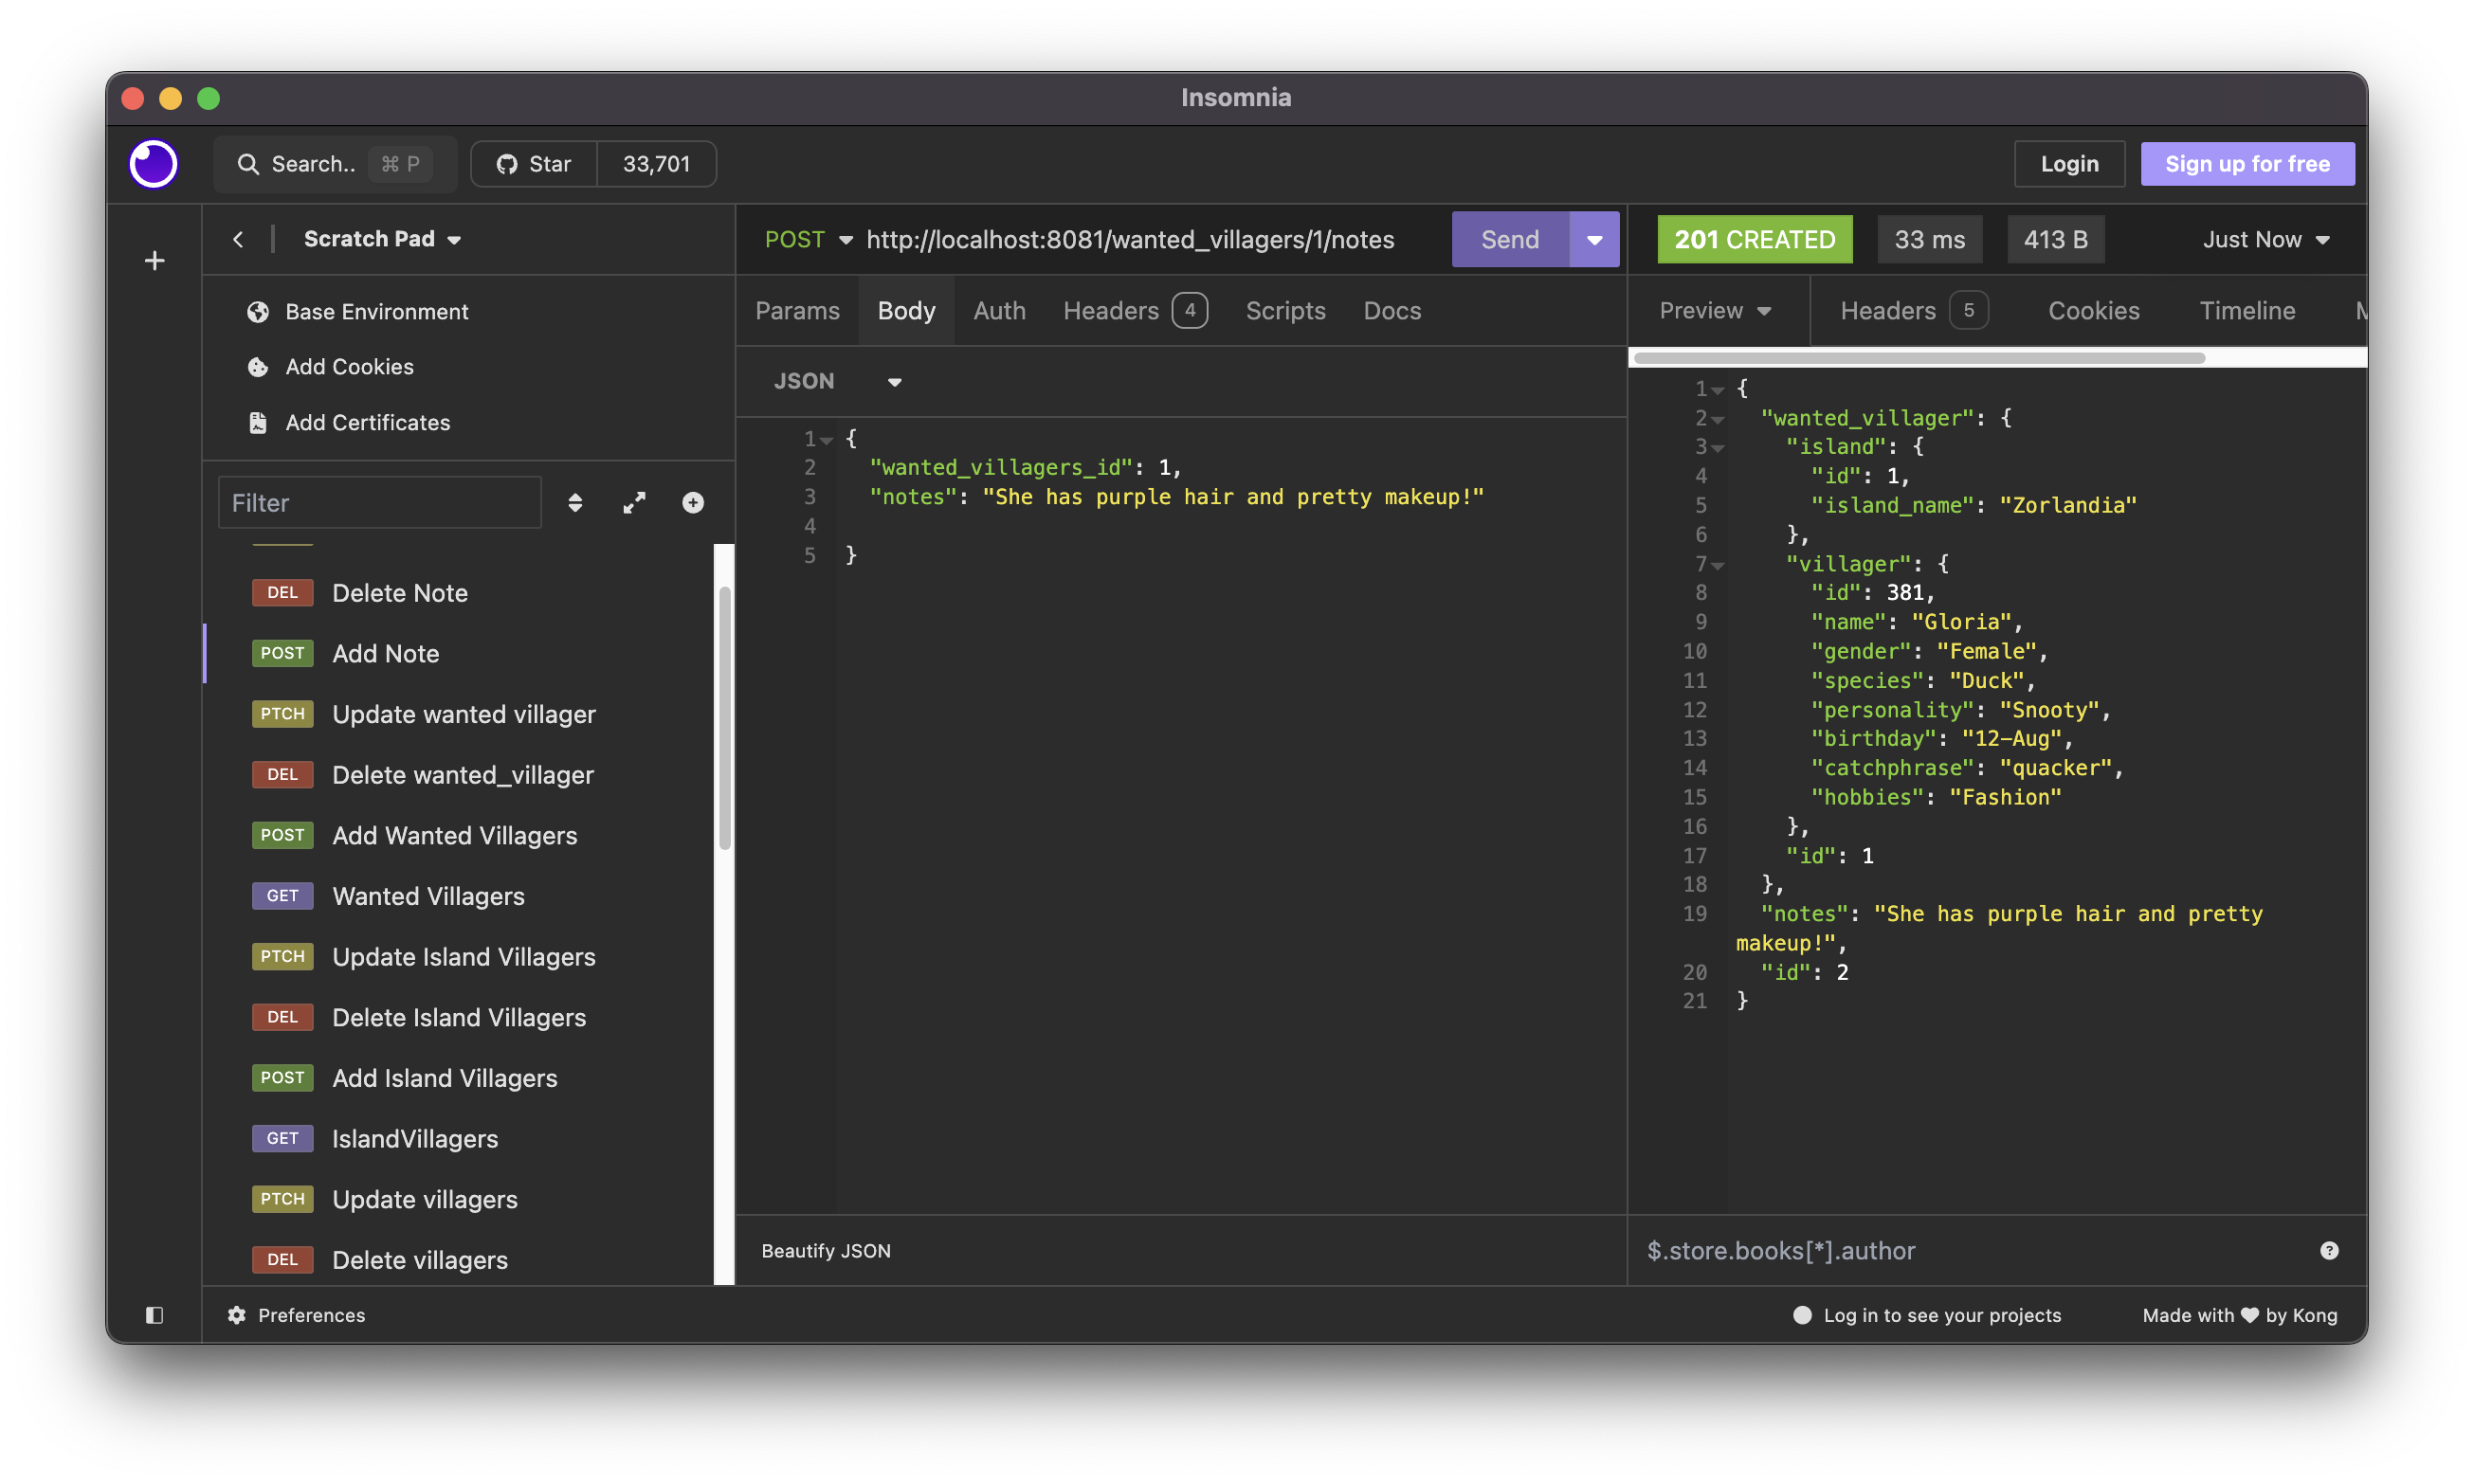 Insomnia
Search.. ⌘ P
Star 33,701
Login
Sign up for free
Scratch Pad
Base Environment
Add Cookies
Add Certificates
Filter
DEL Delete Note
POST Add Note
PTCH Update wanted villager
DEL Delete wanted_villager
POST Add Wanted Villagers
GET Wanted Villagers
PTCH Update Island Villagers
DEL Delete Island Villagers
POST Add Island Villagers
GET IslandVillagers
PTCH Update villagers
DEL Delete villagers
POST http://localhost:8081/wanted_villagers/1/notes Send
Params Body Auth Headers 4 Scripts Docs
JSON
1 {
2 "wanted_villagers_id": 1,
3 "notes": "She has purple hair and pretty makeup!"
4
5 }
Beautify JSON
201 CREATED 33 ms 413 B Just Now
Preview Headers 5 Cookies Timeline
1 {
2 "wanted_villager": {
3 "island": {
4 "id": 1,
5 "island_name": "Zorlandia"
6 },
7 "villager": {
8 "id": 381,
9 "name": "Gloria",
10 "gender": "Female",
11 "species": "Duck",
12 "personality": "Snooty",
13 "birthday": "12-Aug",
14 "catchphrase": "quacker",
15 "hobbies": "Fashion"
16 },
17 "id": 1
18 },
19 "notes": "She has purple hair and pretty
makeup!",
20 "id": 2
21 }
$.store.books[*].author
Preferences
Log in to see your projects
Made with ♥ by Kong